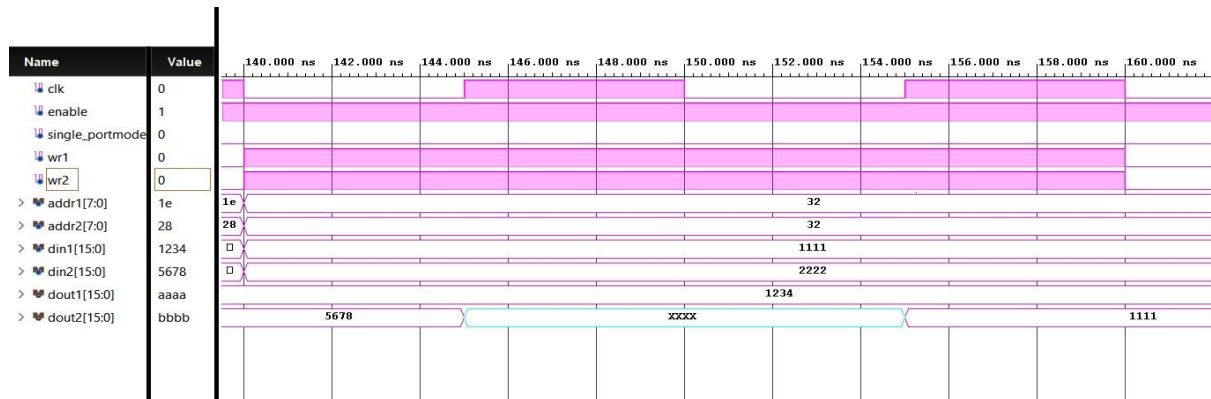 Name Value 140.000 ns 142.000 ns 144.000 ns 146.000 ns 148.000 ns 150.000 ns 152.000 ns 154.000 ns 156.000 ns 158.000 ns 160.000 ns
clk 0
enable 1
single_portmode 0
wr1 0
wr2 0
addr1[7:0] 1e 1e 32
addr2[7:0] 28 28 32
din1[15:0] 1234 1111
din2[15:0] 5678 2222
dout1[15:0] aaaa 1234
dout2[15:0] bbbb 5678 XXXX 1111